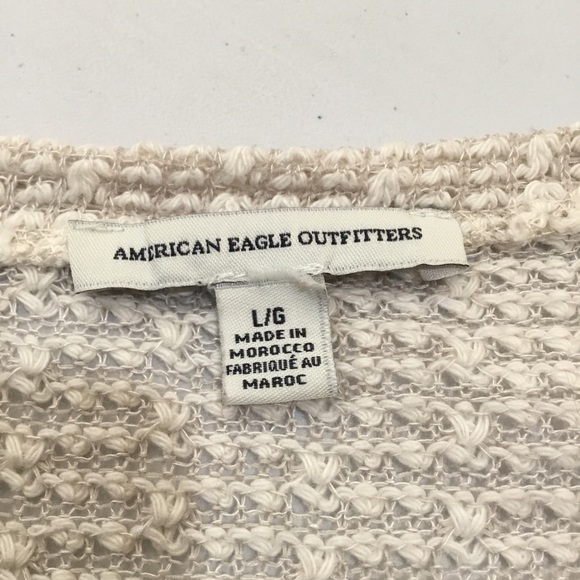 AMERICAN EAGLE OUTFITTERS
L/G
MADE IN
MOROCCO
FABRIQUÉ AU
MAROC